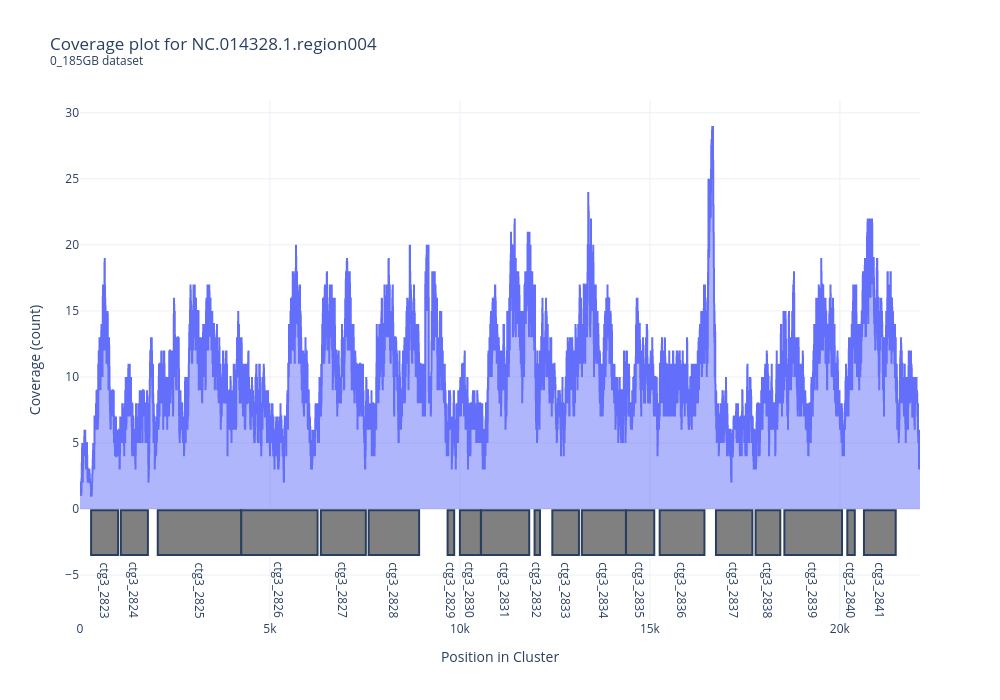 Coverage plot for NC.014328.1.region004
0_185GB dataset
30
25
20
15
10
5
0
−5
Coverage (count)
ctg3_2823
ctg3_2824
ctg3_2825
ctg3_2826
ctg3_2827
ctg3_2828
ctg3_2829
ctg3_2830
ctg3_2831
ctg3_2832
ctg3_2833
ctg3_2834
ctg3_2835
ctg3_2836
ctg3_2837
ctg3_2838
ctg3_2839
ctg3_2840
ctg3_2841
0 5k 10k 15k 20k
Position in Cluster